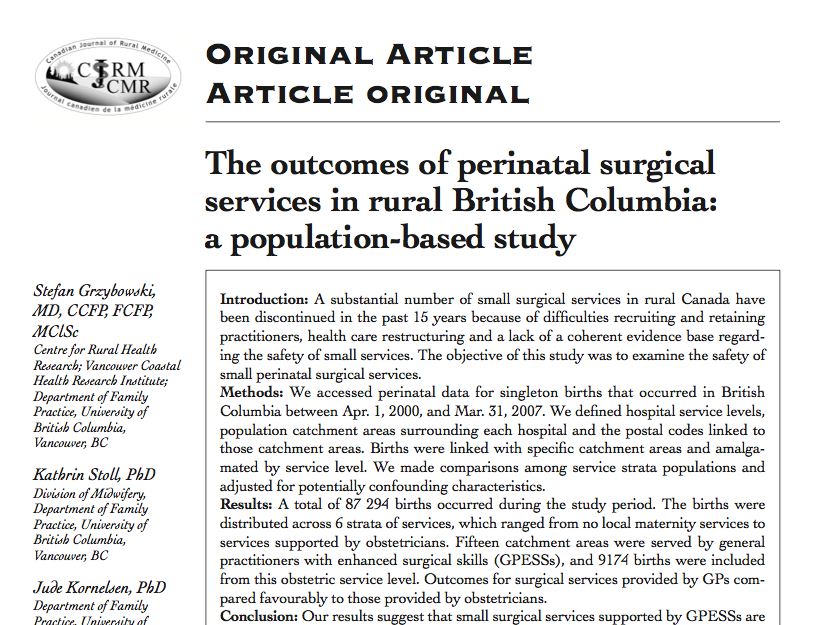 Canadian Journal of Rural Medicine
CJRM
JCMR
Journal canadien de la médecine rurale
Original Article
Article original
The outcomes of perinatal surgical
services in rural British Columbia:
a population-based study
Stefan Grzybowski,
MD, CCFP, FCFP,
MClSc
Centre for Rural Health
Research; Vancouver Coastal
Health Research Institute;
Department of Family
Practice, University of
British Columbia,
Vancouver, BC
Kathrin Stoll, PhD
Division of Midwifery,
Department of Family
Practice, University of
British Columbia,
Vancouver, BC
Jude Kornelsen, PhD
Department of Family
Practice, University of
Introduction: A substantial number of small surgical services in rural Canada have
been discontinued in the past 15 years because of difficulties recruiting and retaining
practitioners, health care restructuring and a lack of a coherent evidence base regard-
ing the safety of small services. The objective of this study was to examine the safety of
small perinatal surgical services.
Methods: We accessed perinatal data for singleton births that occurred in British
Columbia between Apr. 1, 2000, and Mar. 31, 2007. We defined hospital service levels,
population catchment areas surrounding each hospital and the postal codes linked to
those catchment areas. Births were linked with specific catchment areas and amalga-
mated by service level. We made comparisons among service strata populations and
adjusted for potentially confounding characteristics.
Results: A total of 87 294 births occurred during the study period. The births were
distributed across 6 strata of services, which ranged from no local maternity services to
services supported by obstetricians. Fifteen catchment areas were served by general
practitioners with enhanced surgical skills (GPESSs), and 9174 births were included
from this obstetric service level. Outcomes for surgical services provided by GPs com-
pared favourably to those provided by obstetricians.
Conclusion: Our results suggest that small surgical services supported by GPESSs are